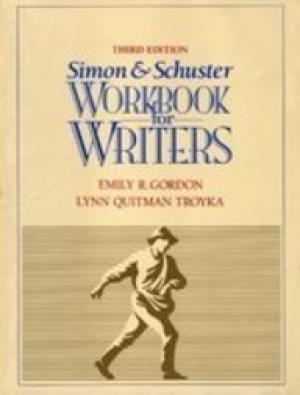 THIRD EDITION
Simon & Schuster
WORKBOOK
for
WRITERS
EMILY R. GORDON
LYNN QUITMAN TROYKA